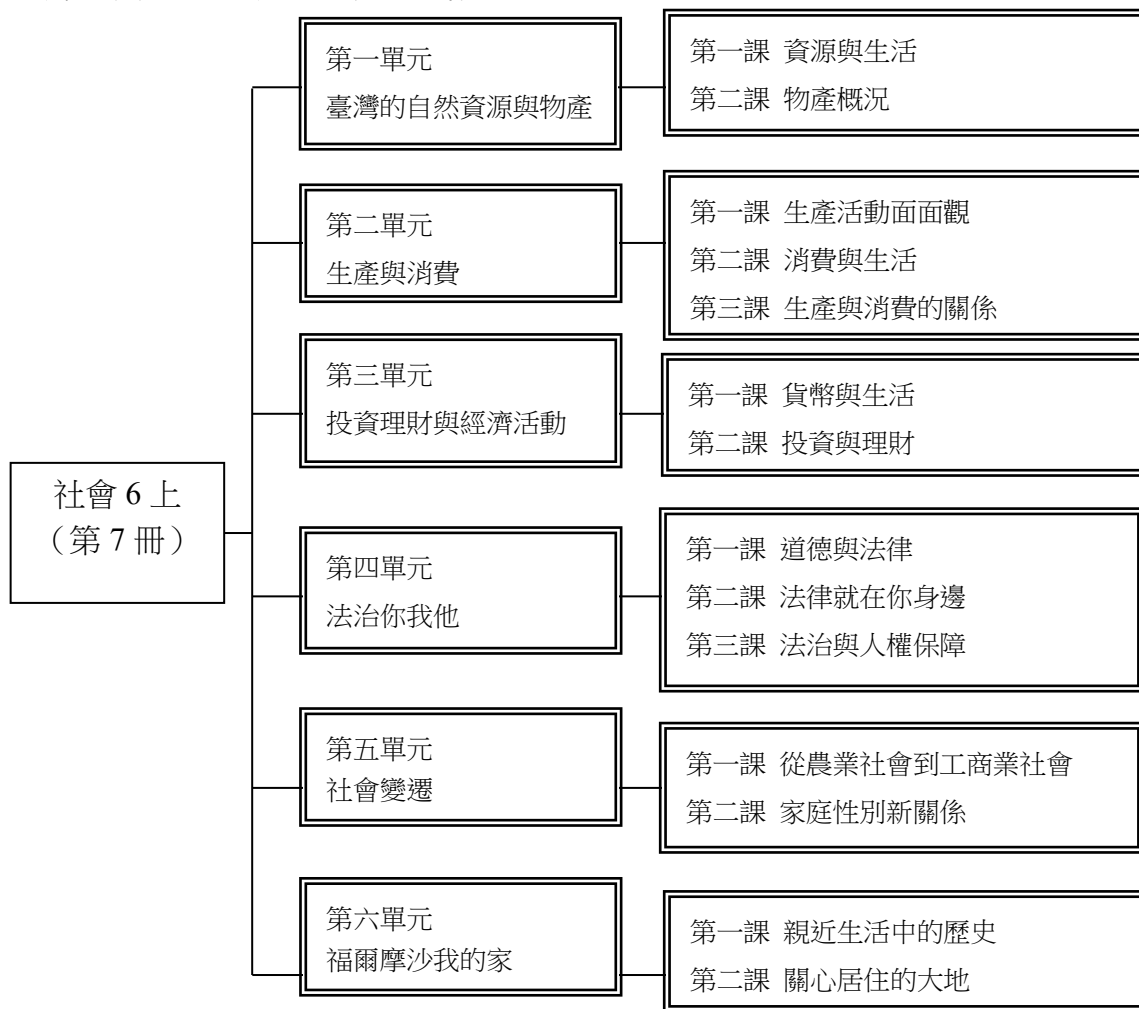 社會 6 上
（第 7 冊）
第一單元
臺灣的自然資源與物產
第一課 資源與生活
第二課 物產概況
第二單元
生產與消費
第一課 生產活動面面觀
第二課 消費與生活
第三課 生產與消費的關係
第三單元
投資理財與經濟活動
第一課 貨幣與生活
第二課 投資與理財
第四單元
法治你我他
第一課 道德與法律
第二課 法律就在你身邊
第三課 法治與人權保障
第五單元
社會變遷
第一課 從農業社會到工商業社會
第二課 家庭性別新關係
第六單元
福爾摩沙我的家
第一課 親近生活中的歷史
第二課 關心居住的大地